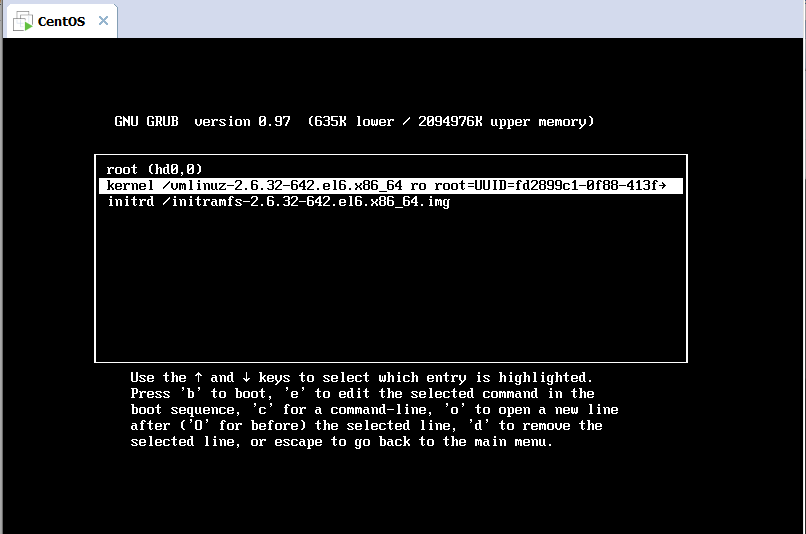 CentOS
GNU GRUB version 0.97 (635K lower / 2094976K upper memory)
root (hd0,0)
kernel /vmlinuz-2.6.32-642.el6.x86_64 ro root=UUID=fd2899c1-0f88-413f→
initrd /initramfs-2.6.32-642.el6.x86_64.img
Use the ↑ and ↓ keys to select which entry is highlighted.
Press 'b' to boot, 'e' to edit the selected command in the
boot sequence, 'c' for a command-line, 'o' to open a new line
after ('O' for before) the selected line, 'd' to remove the
selected line, or escape to go back to the main menu.